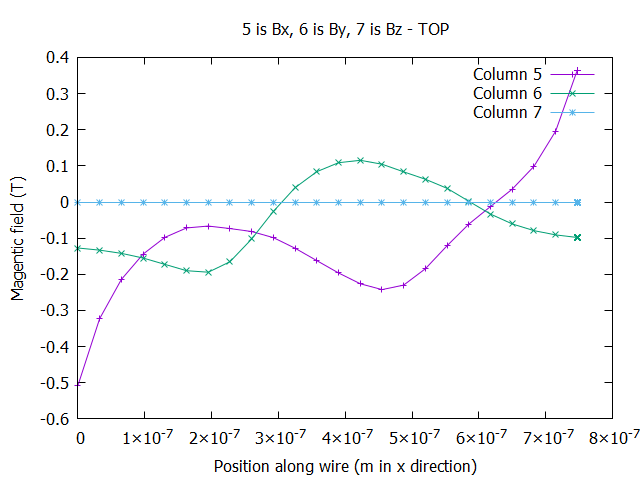 5 is Bx, 6 is By, 7 is Bz - TOP
Column 5
Column 6
Column 7
Magentic field (T)
0.4
0.3
0.2
0.1
0
-0.1
-0.2
-0.3
-0.4
-0.5
-0.6
0 1×10⁻⁷ 2×10⁻⁷ 3×10⁻⁷ 4×10⁻⁷ 5×10⁻⁷ 6×10⁻⁷ 7×10⁻⁷ 8×10⁻⁷
Position along wire (m in x direction)